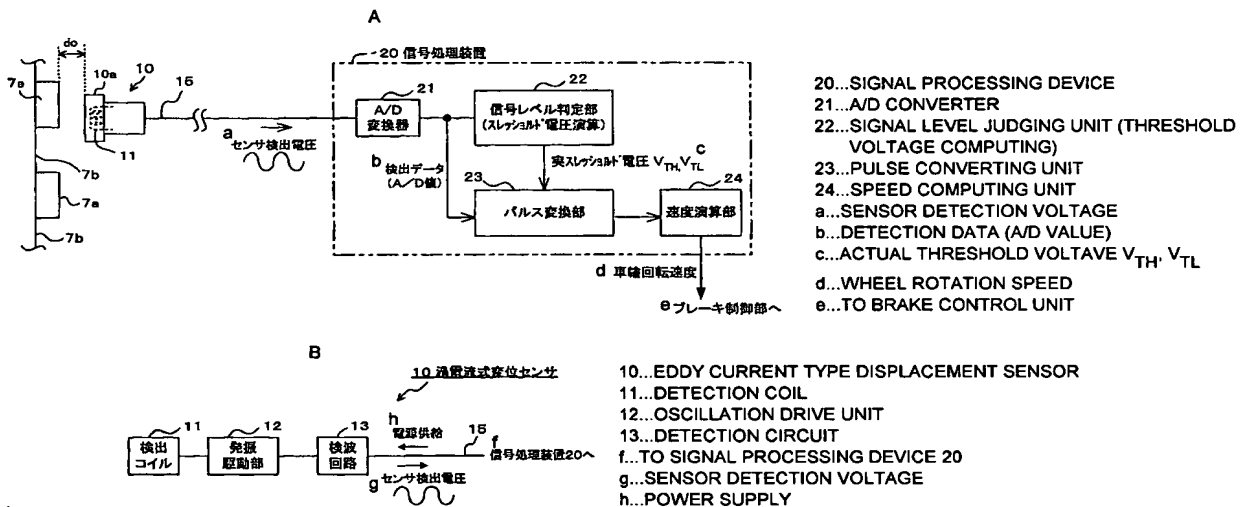 A
do
7a
10a
10
15
11
7b
7a
7b
a
センサ検出電圧
20 信号処理装置
21
A/D
変換器
22
信号レベル判定部
(スレッショルド電圧演算)
b 検出データ
(A/D値)
実スレッショルド電圧 VTH, VTL
c
23
パルス変換部
24
速度演算部
d 車輪回転速度
e ブレーキ制御部へ
20...SIGNAL PROCESSING DEVICE
21...A/D CONVERTER
22...SIGNAL LEVEL JUDGING UNIT (THRESHOLD
VOLTAGE COMPUTING)
23...PULSE CONVERTING UNIT
24...SPEED COMPUTING UNIT
a...SENSOR DETECTION VOLTAGE
b...DETECTION DATA (A/D VALUE)
c...ACTUAL THRESHOLD VOLTAVE VTH, VTL
d...WHEEL ROTATION SPEED
e...TO BRAKE CONTROL UNIT
B
10 渦電流式変位センサ
11
検出
コイル
12
発振
駆動部
13
検波
回路
h
電源供給
15
f
信号処理装置20へ
g センサ検出電圧
10...EDDY CURRENT TYPE DISPLACEMENT SENSOR
11...DETECTION COIL
12...OSCILLATION DRIVE UNIT
13...DETECTION CIRCUIT
f...TO SIGNAL PROCESSING DEVICE 20
g...SENSOR DETECTION VOLTAGE
h...POWER SUPPLY